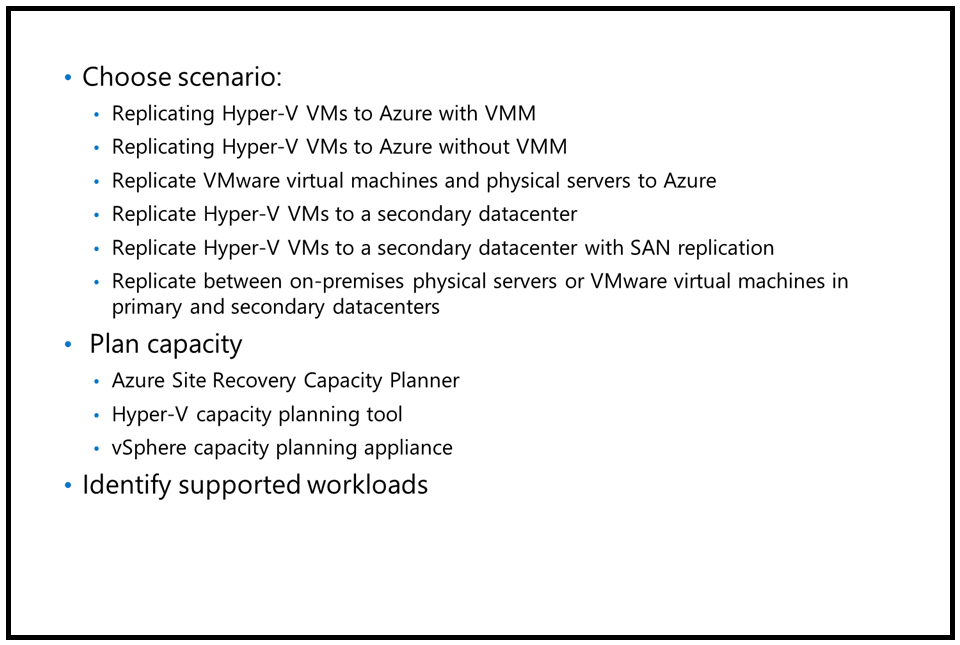 • Choose scenario:
• Replicating Hyper-V VMs to Azure with VMM
• Replicating Hyper-V VMs to Azure without VMM
• Replicate VMware virtual machines and physical servers to Azure
• Replicate Hyper-V VMs to a secondary datacenter
• Replicate Hyper-V VMs to a secondary datacenter with SAN replication
• Replicate between on-premises physical servers or VMware virtual machines in
primary and secondary datacenters
• Plan capacity
• Azure Site Recovery Capacity Planner
• Hyper-V capacity planning tool
• vSphere capacity planning appliance
• Identify supported workloads